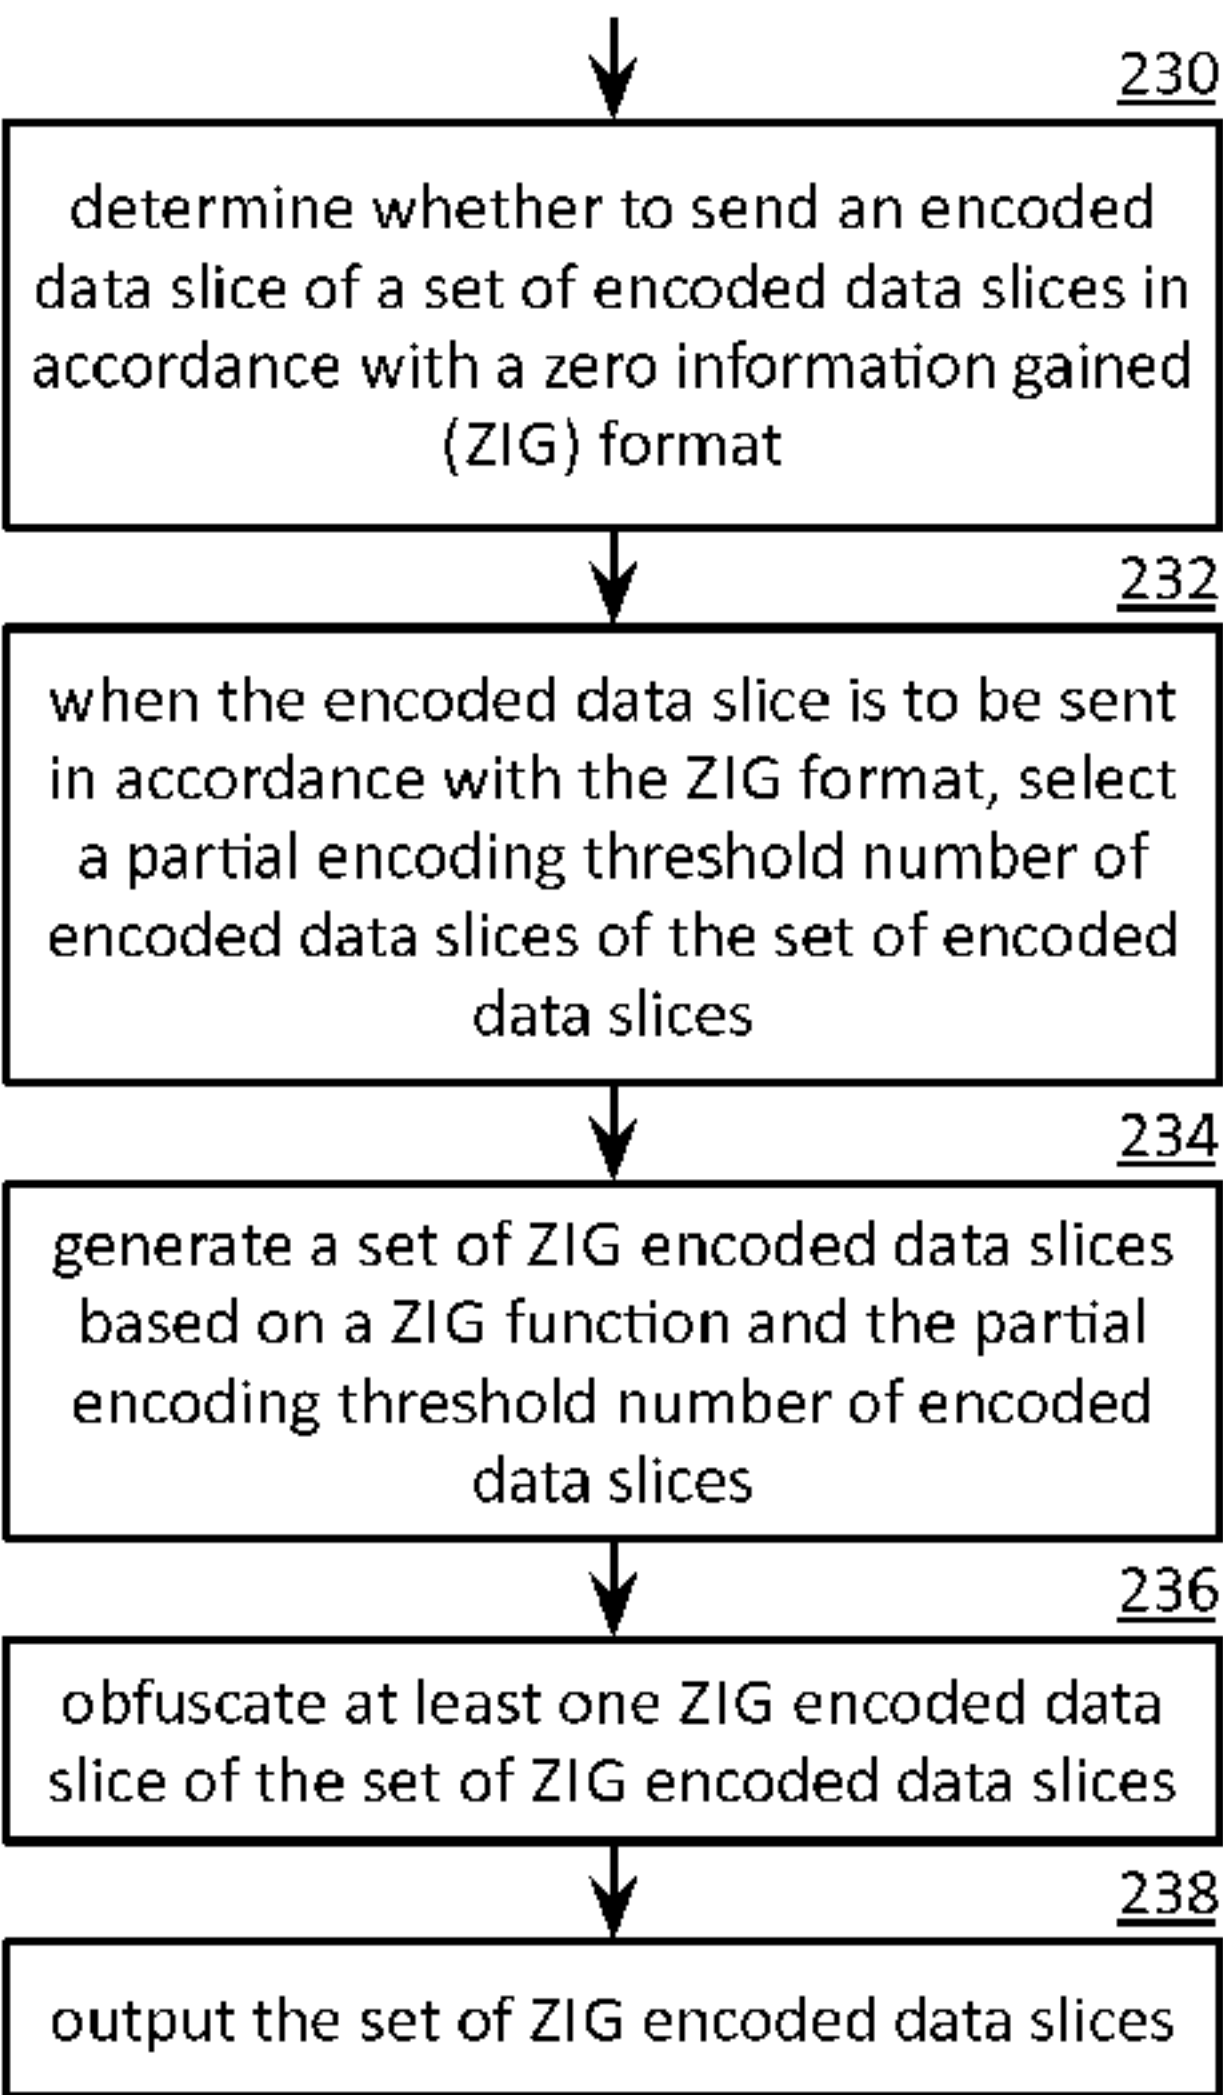 230
determine whether to send an encoded
data slice of a set of encoded data slices in
accordance with a zero information gained
(ZIG) format
232
when the encoded data slice is to be sent
in accordance with the ZIG format, select
a partial encoding threshold number of
encoded data slices of the set of encoded
data slices
234
generate a set of ZIG encoded data slices
based on a ZIG function and the partial
encoding threshold number of encoded
data slices
236
obfuscate at least one ZIG encoded data
slice of the set of ZIG encoded data slices
238
output the set of ZIG encoded data slices